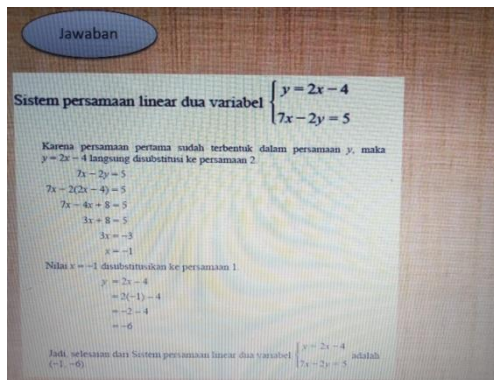 Jawaban
Sistem persamaan linear dua variabel { y = 2x – 4
7x – 2y = 5
Karena persamaan pertama sudah terbentuk dalam persamaan y, maka
y = 2x – 4 langsung disubstitusi ke persamaan 2.
7x – 2y = 5
7x – 2(2x – 4) = 5
7x – 4x + 8 = 5
3x + 8 = 5
3x = –3
x = –1
Nilai x = –1 disubstitusikan ke persamaan 1.
y = 2x – 4
= 2(–1) – 4
= –2 – 4
= –6
Jadi, selesaian dari Sistem persamaan linear dua variabel { y = 2x – 4
7x – 2y = 5 adalah
(–1, –6).